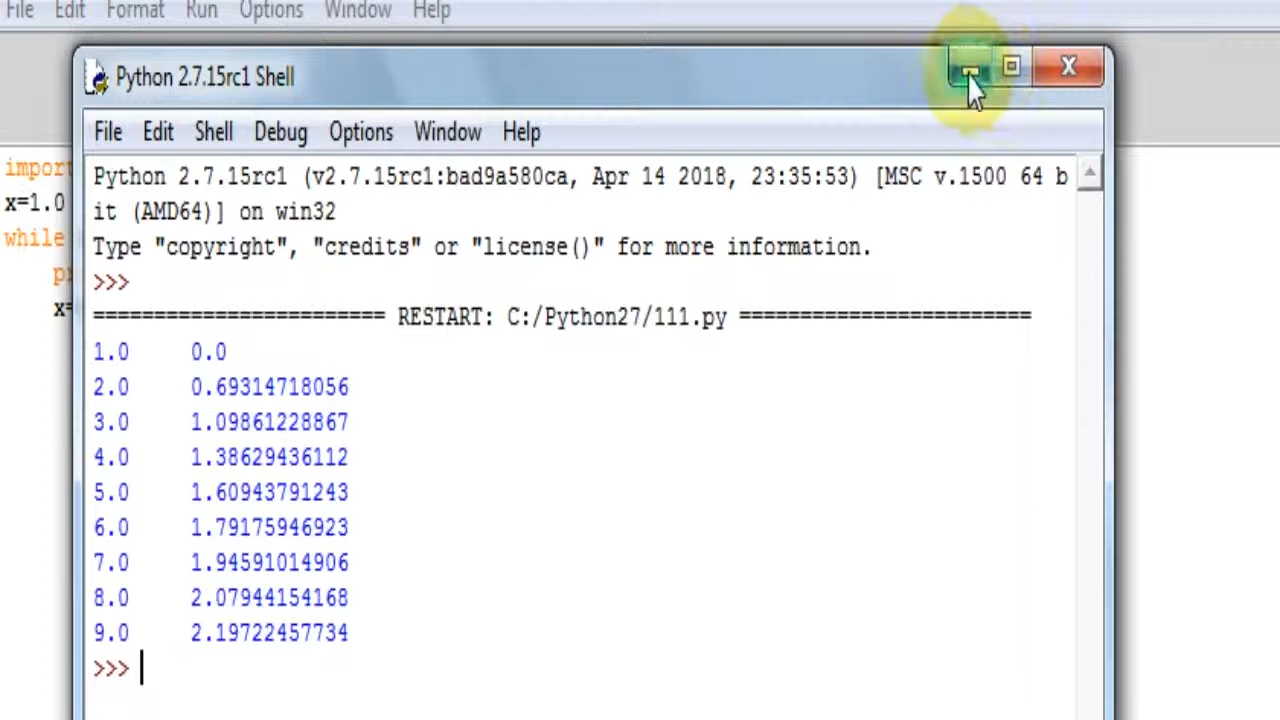 File Edit Format Run Options Window Help
Python 2.7.15rc1 Shell
File Edit Shell Debug Options Window Help
Python 2.7.15rc1 (v2.7.15rc1:bad9a580ca, Apr 14 2018, 23:35:53) [MSC v.1500 64 b
it (AMD64)] on win32
Type "copyright", "credits" or "license()" for more information.
>>>
======================== RESTART: C:/Python27/111.py ========================
1.0 0.0
2.0 0.69314718056
3.0 1.09861228867
4.0 1.38629436112
5.0 1.60943791243
6.0 1.79175946923
7.0 1.94591014906
8.0 2.07944154168
9.0 2.19722457734
>>>
x=1.0
while
x=